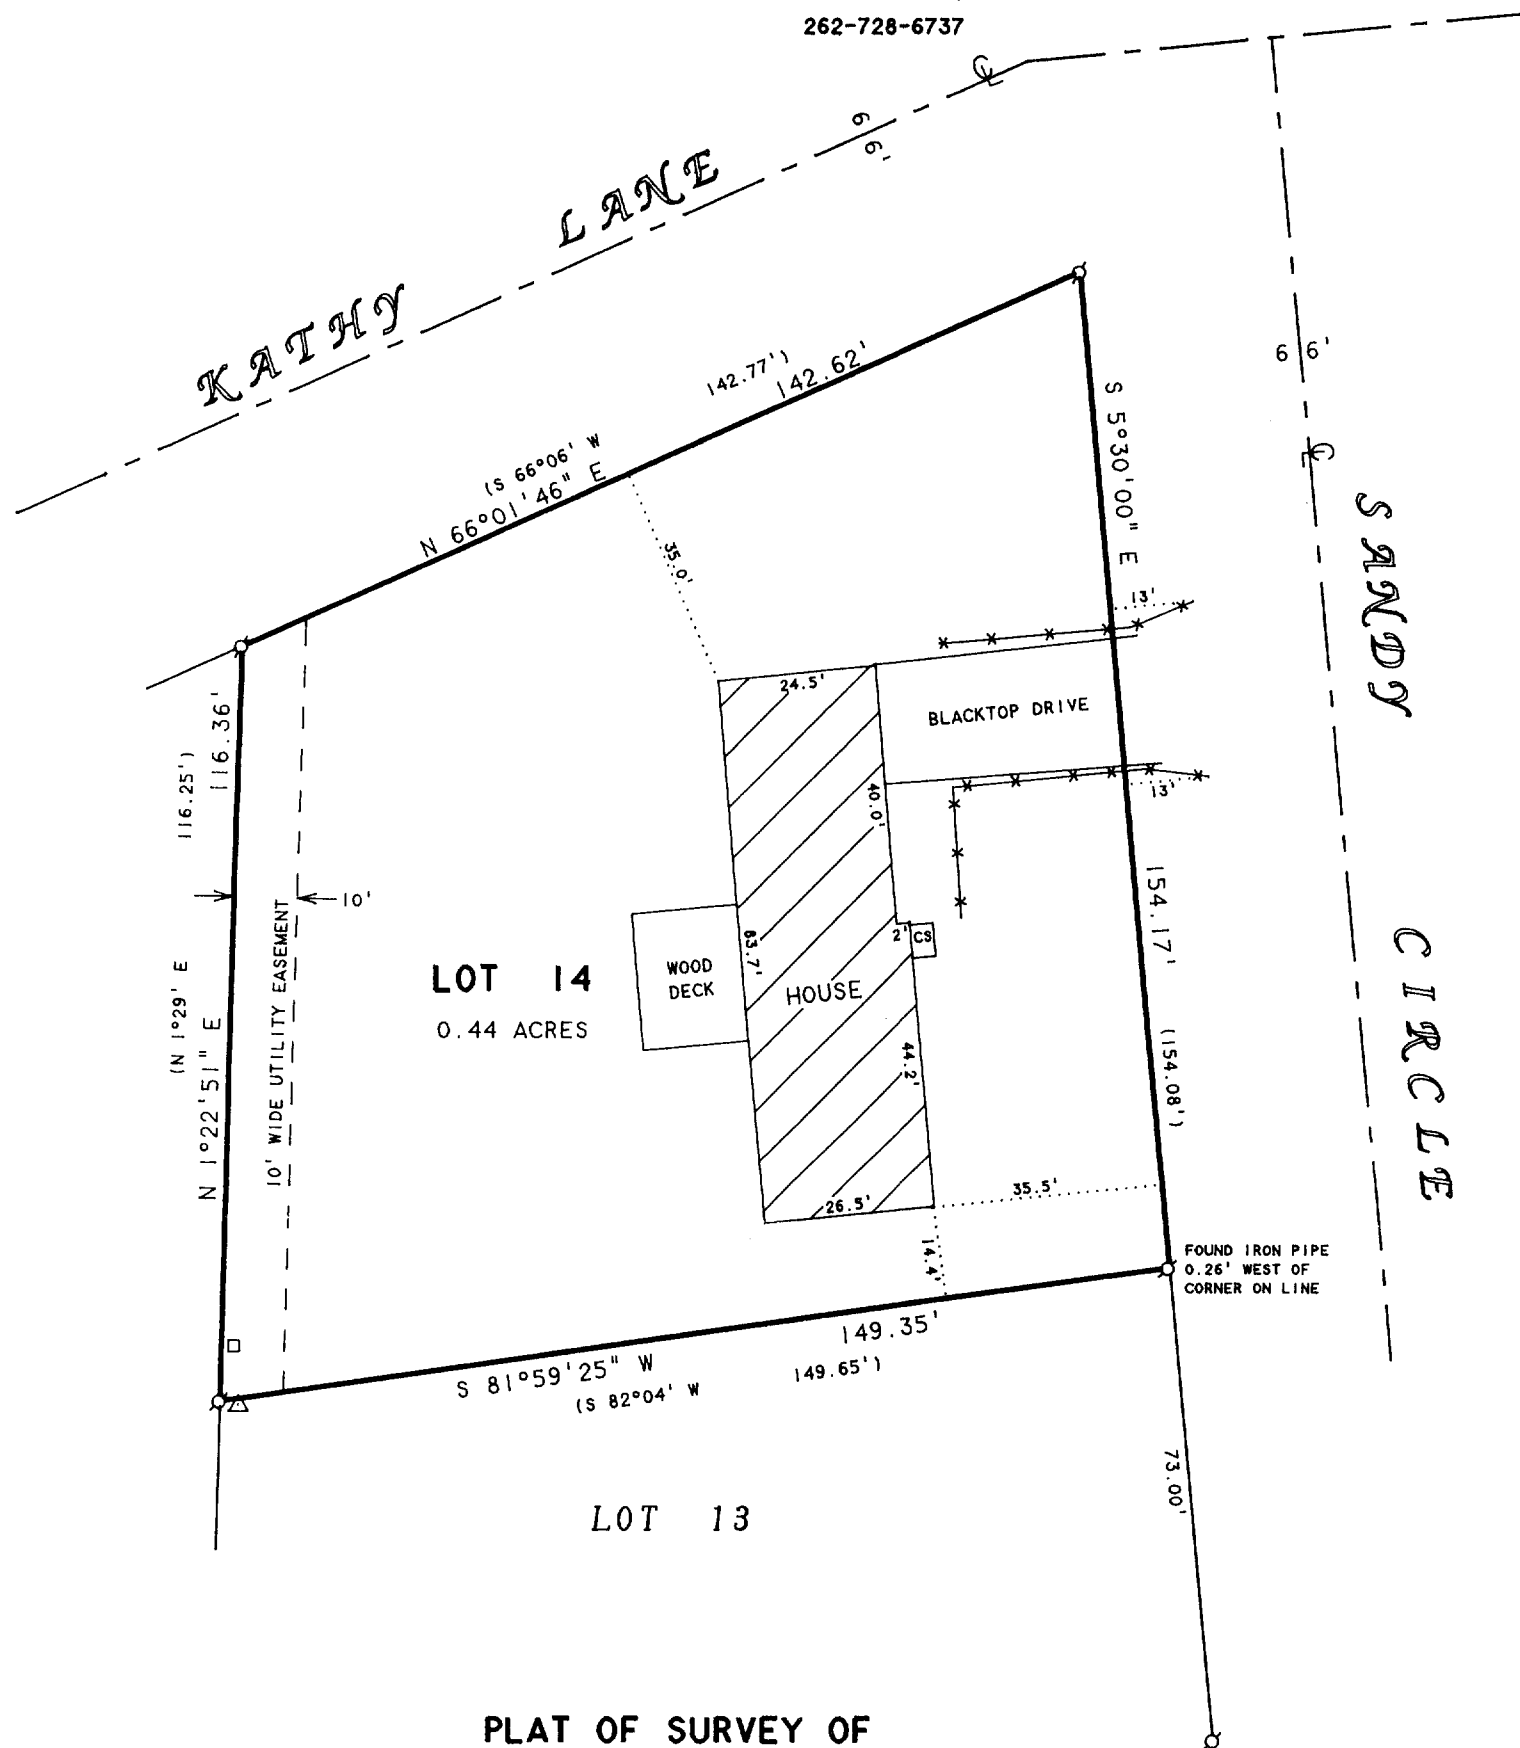 262-728-6737
KATHY LANE
66'
142.77')
142.62'
(S 66°06' W
N 66°01'46" E
66'
S 5°30'00" E
35.0'
13'
24.5'
BLACKTOP DRIVE
SANDY CIRCLE
116.36'
116.25')
13'
40.0'
154.17'
10'
10' WIDE UTILITY EASEMENT
83.7'
2'
CS
WOOD
DECK
LOT 14
0.44 ACRES
HOUSE
(N 1°29' E
N 1°22'51" E
44.2'
(154.08')
26.5'
35.5'
14.4'
FOUND IRON PIPE
0.26' WEST OF
CORNER ON LINE
149.35'
S 81°59'25" W
149.65')
(S 82°04' W
73.00'
LOT 13
PLAT OF SURVEY OF